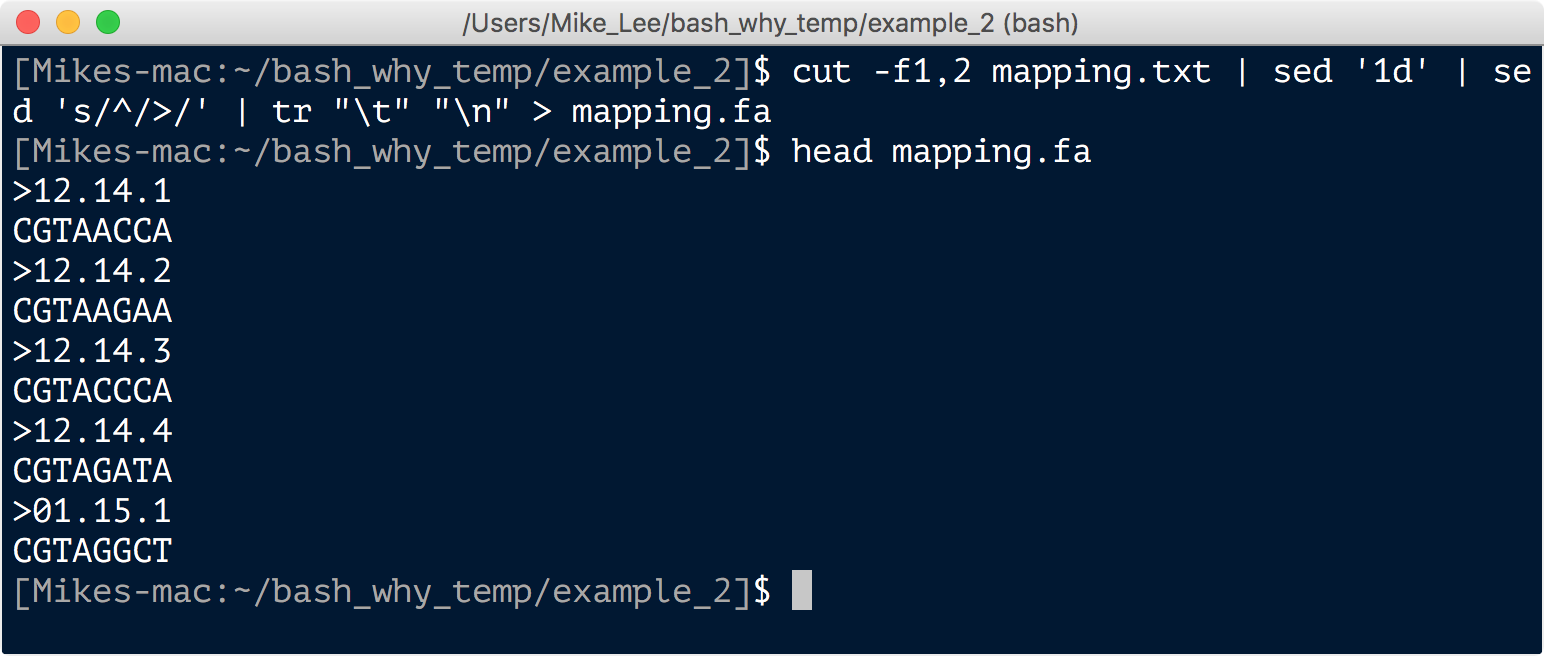 /Users/Mike_Lee/bash_why_temp/example_2 (bash)
[Mikes-mac:~/bash_why_temp/example_2]$ cut -f1,2 mapping.txt | sed '1d' | se
d 's/^/>/' | tr "\t" "\n" > mapping.fa
[Mikes-mac:~/bash_why_temp/example_2]$ head mapping.fa
>12.14.1
CGTAACCA
>12.14.2
CGTAAGAA
>12.14.3
CGTACCCA
>12.14.4
CGTAGATA
>01.15.1
CGTAGGCT
[Mikes-mac:~/bash_why_temp/example_2]$